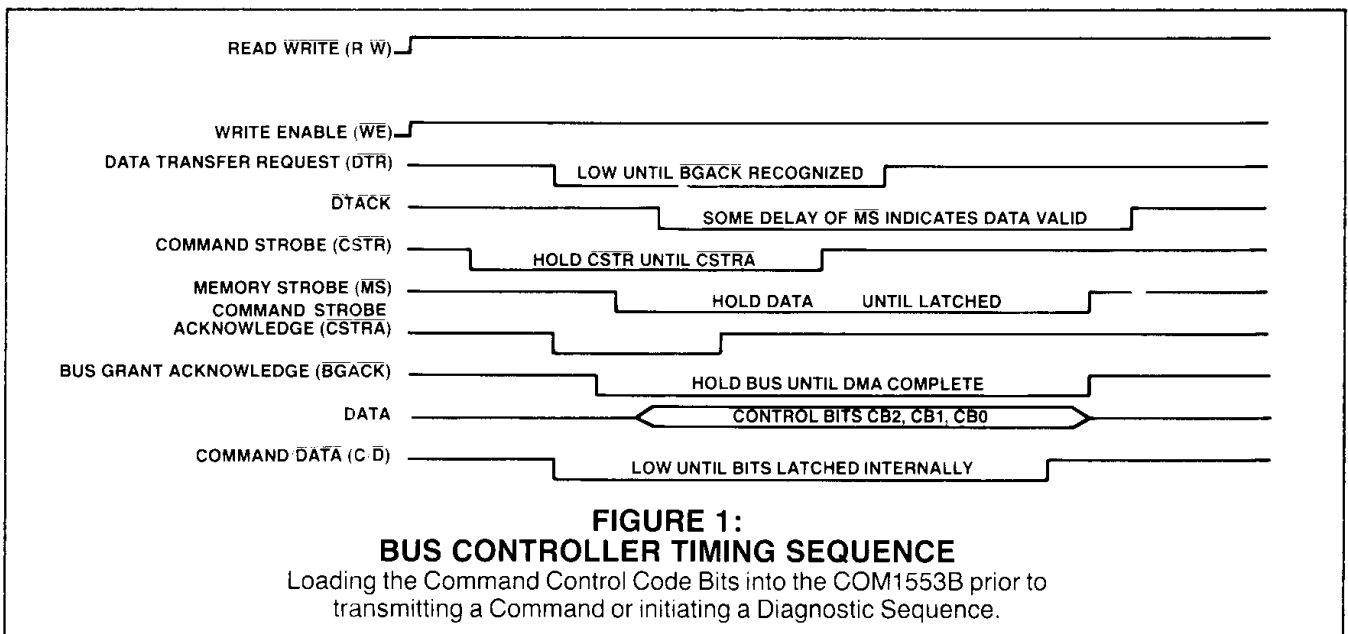 READ WRITE (R W)
WRITE ENABLE (WE)
DATA TRANSFER REQUEST (DTR)
LOW UNTIL BGACK RECOGNIZED
DTACK
SOME DELAY OF MS INDICATES DATA VALID
COMMAND STROBE (CSTR)
HOLD CSTR UNTIL CSTRA
MEMORY STROBE (MS)
HOLD DATA UNTIL LATCHED
COMMAND STROBE
ACKNOWLEDGE (CSTRA)
BUS GRANT ACKNOWLEDGE (BGACK)
HOLD BUS UNTIL DMA COMPLETE
DATA
CONTROL BITS CB2, CB1, CB0
COMMAND DATA (C D)
LOW UNTIL BITS LATCHED INTERNALLY
FIGURE 1:
BUS CONTROLLER TIMING SEQUENCE
Loading the Command Control Code Bits into the COM1553B prior to
transmitting a Command or initiating a Diagnostic Sequence.